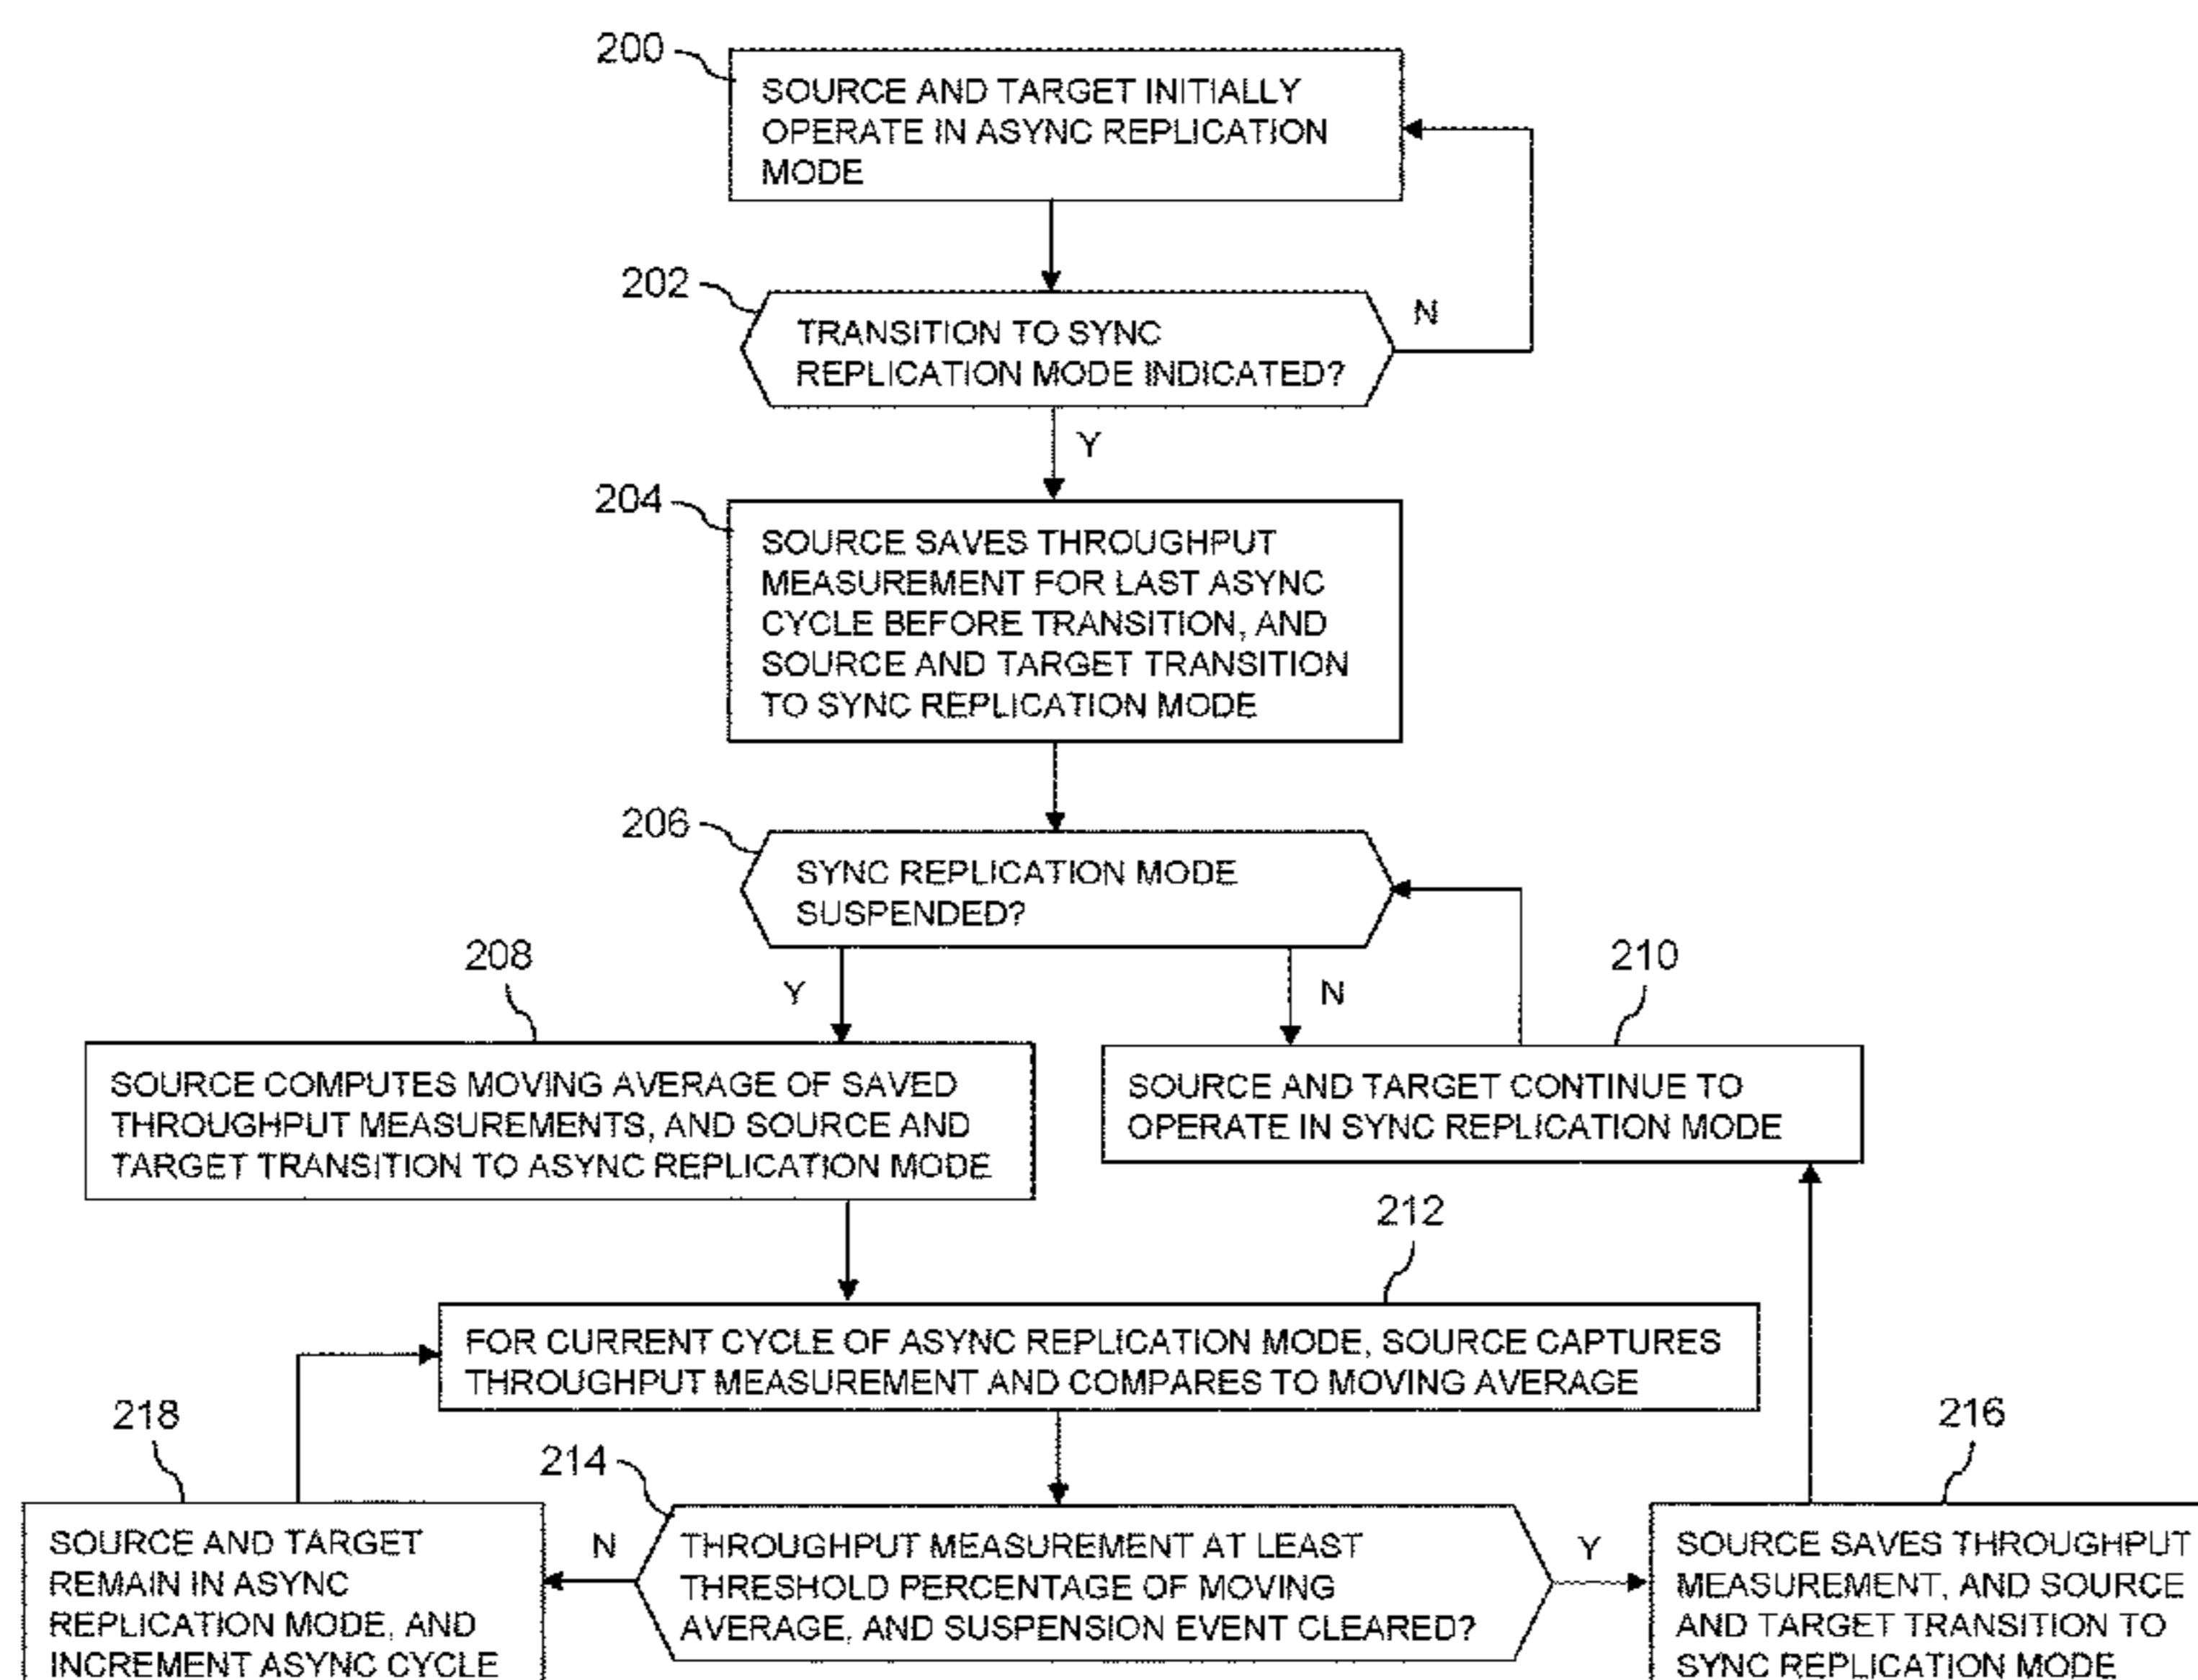 200
SOURCE AND TARGET INITIALLY
OPERATE IN ASYNC REPLICATION
MODE
202
TRANSITION TO SYNC
REPLICATION MODE INDICATED?
N
Y
204
SOURCE SAVES THROUGHPUT
MEASUREMENT FOR LAST ASYNC
CYCLE BEFORE TRANSITION, AND
SOURCE AND TARGET TRANSITION
TO SYNC REPLICATION MODE
206
SYNC REPLICATION MODE
SUSPENDED?
208
Y
N
210
SOURCE COMPUTES MOVING AVERAGE OF SAVED
THROUGHPUT MEASUREMENTS, AND SOURCE AND
TARGET TRANSITION TO ASYNC REPLICATION MODE
SOURCE AND TARGET CONTINUE TO
OPERATE IN SYNC REPLICATION MODE
212
FOR CURRENT CYCLE OF ASYNC REPLICATION MODE, SOURCE CAPTURES
THROUGHPUT MEASUREMENT AND COMPARES TO MOVING AVERAGE
218
214
216
SOURCE AND TARGET
REMAIN IN ASYNC
REPLICATION MODE, AND
INCREMENT ASYNC CYCLE
N
THROUGHPUT MEASUREMENT AT LEAST
THRESHOLD PERCENTAGE OF MOVING
AVERAGE, AND SUSPENSION EVENT CLEARED?
Y
SOURCE SAVES THROUGHPUT
MEASUREMENT, AND SOURCE
AND TARGET TRANSITION TO
SYNC REPLICATION MODE